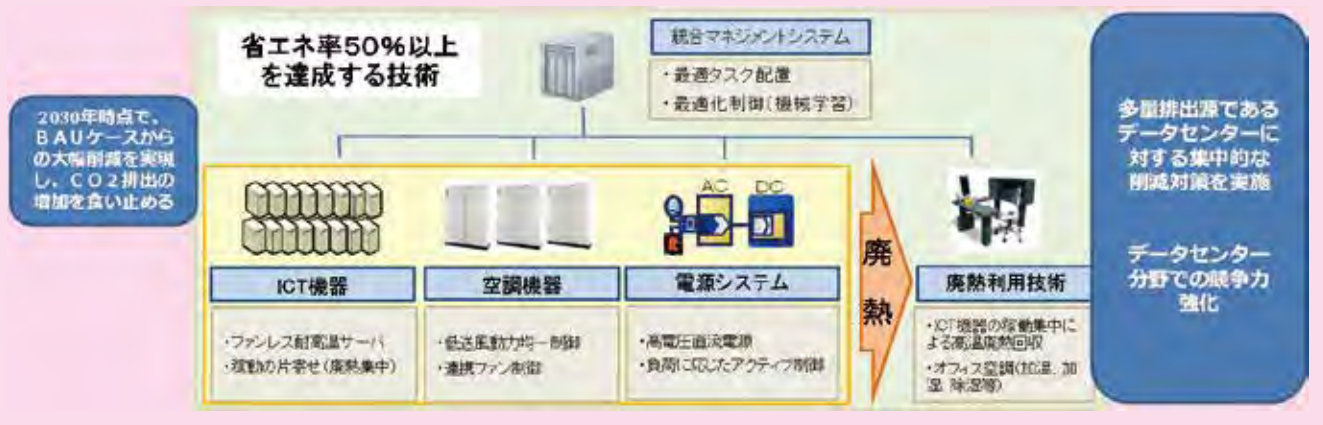 2030年時点で、
BAUケースから
の大幅削減を実現
し、CO2排出の
増加を食い止める
省エネ率50%以上
を達成する技術
統合マネジメントシステム
・最適タスク配置
・最適化制御(機械学習)
ICT機器
・ファンレス耐高温サーバ
・稼動の片寄せ(廃熱集中)
空調機器
・低送風動力均一制御
・連携ファン制御
AC DC
電源システム
・高電圧直流電源
・負荷に応じたアクティブ制御
廃
熱
廃熱利用技術
・ICT機器の稼働集中に
よる高温廃熱回収
・オフィス空調(加温、加
湿、除湿等)
多量排出源である
データセンターに
対する集中的な
削減対策を実施
データセンター
分野での競争力
強化